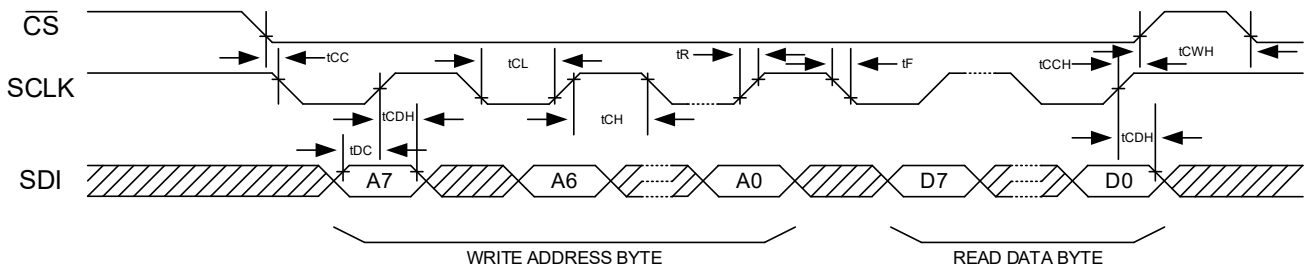 CS
tCC
tCL
tR
tF
tCCH
tCWH
SCLK
tCDH
tCH
tCDH
tDC
SDI
A7
A6
A0
D7
D0
WRITE ADDRESS BYTE
READ DATA BYTE